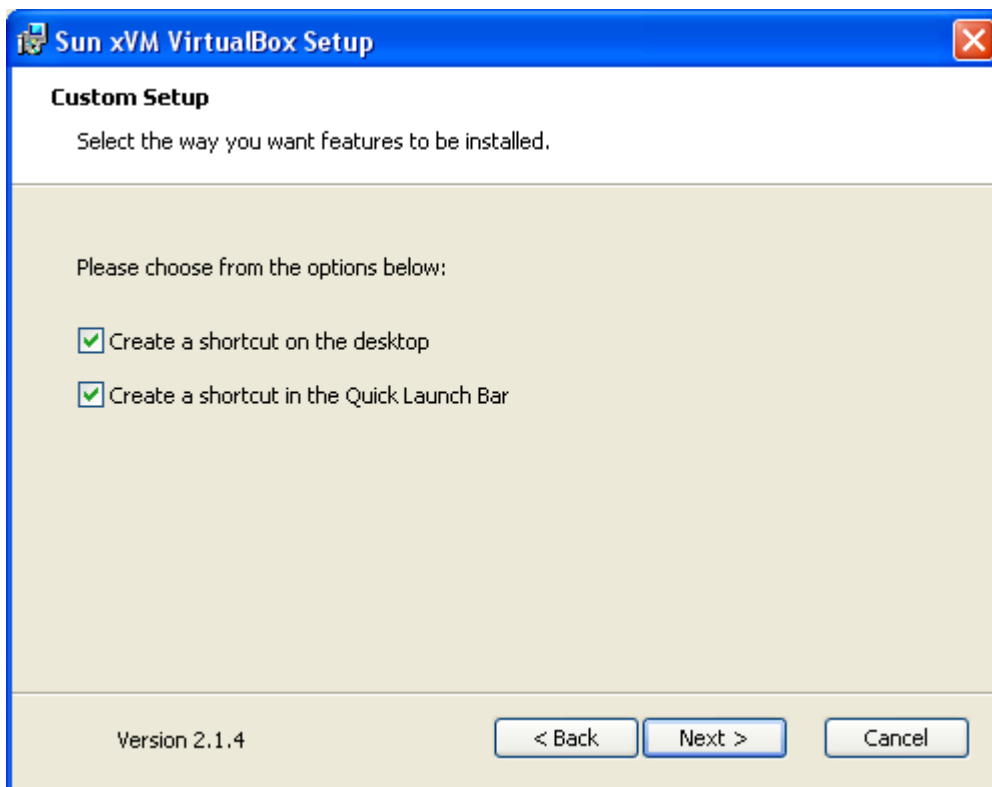 Sun xVM VirtualBox Setup
Custom Setup
Select the way you want features to be installed.
Please choose from the options below:
Create a shortcut on the desktop
Create a shortcut in the Quick Launch Bar
Version 2.1.4
< Back
Next >
Cancel